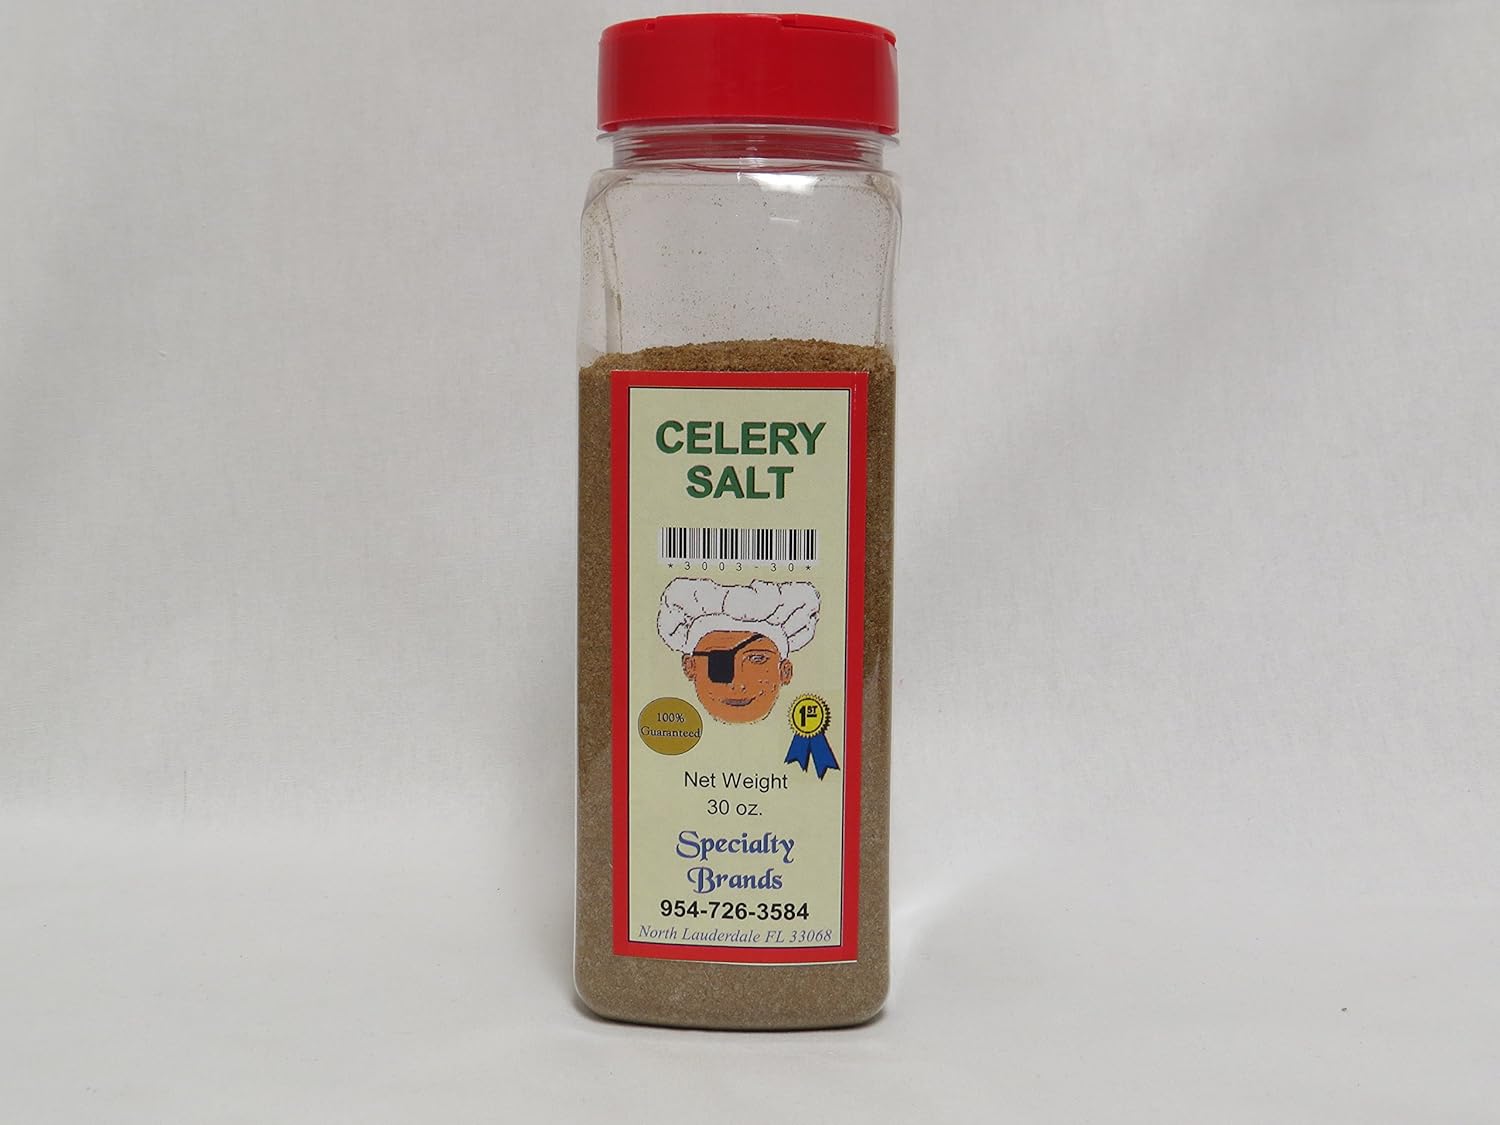 CELERY
SALT
*3003-30*
100%
Guaranteed
1ST
Net Weight
30 oz.
Specialty
Brands
954-726-3584
North Lauderdale FL 33068